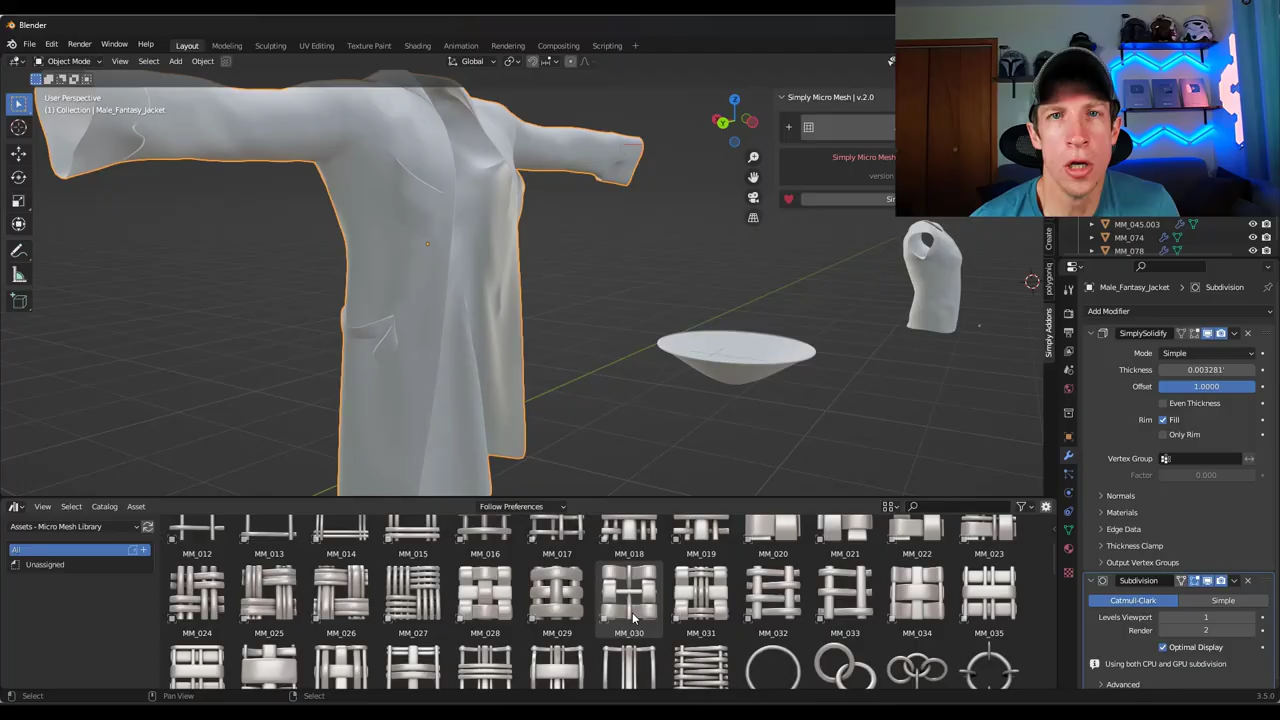 Blender
File Edit Render Window Help
Layout Modeling Sculpting UV Editing Texture Paint Shading Animation Rendering Compositing Scripting +
Object Mode View Select Add Object
Global
User Perspective
(1) Collection | Male_Fantasy_Jacket
Simply Micro Mesh | v.2.0
Simply Micro Mesh
version
Z
Y
Create
polygoniq
Simply Addons
MM_045.003
MM_074
MM_078
Male_Fantasy_Jacket > Subdivision
Add Modifier
SimplySolidify
Mode Simple
Thickness 0.003281'
Offset 1.0000
Even Thickness
Rim Fill
Only Rim
Vertex Group
Factor 0.000
Normals
Materials
Edge Data
Thickness Clamp
Output Vertex Groups
Subdivision
Catmull-Clark Simple
Levels Viewport 1
Render 2
Optimal Display
Using both CPU and GPU subdivision
Advanced
View Select Catalog Asset
Follow Preferences
Assets - Micro Mesh Library
All
Unassigned
MM_012 MM_013 MM_014 MM_015 MM_016 MM_017 MM_018 MM_019 MM_020 MM_021 MM_022 MM_023
MM_024 MM_025 MM_026 MM_027 MM_028 MM_029 MM_030 MM_031 MM_032 MM_033 MM_034 MM_035
Select Pan View Select
3.5.0